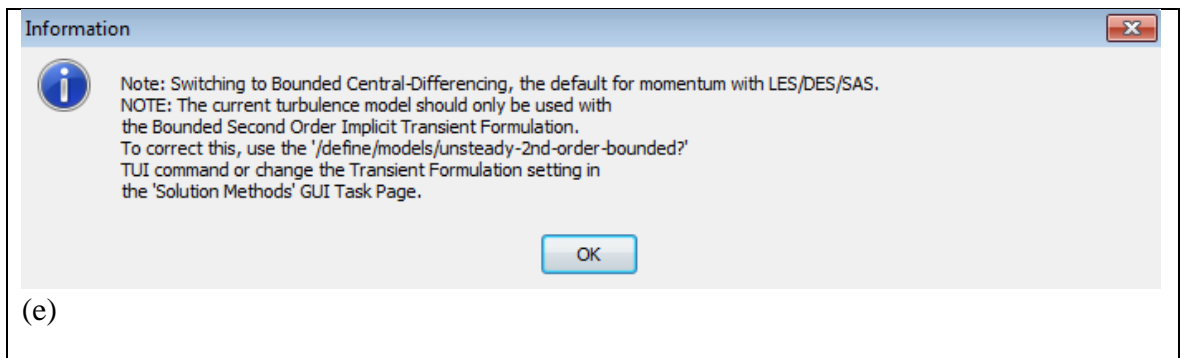 Information
Note: Switching to Bounded Central-Differencing, the default for momentum with LES/DES/SAS.
NOTE: The current turbulence model should only be used with
the Bounded Second Order Implicit Transient Formulation.
To correct this, use the '/define/models/unsteady-2nd-order-bounded?'
TUI command or change the Transient Formulation setting in
the 'Solution Methods' GUI Task Page.
OK
(e)